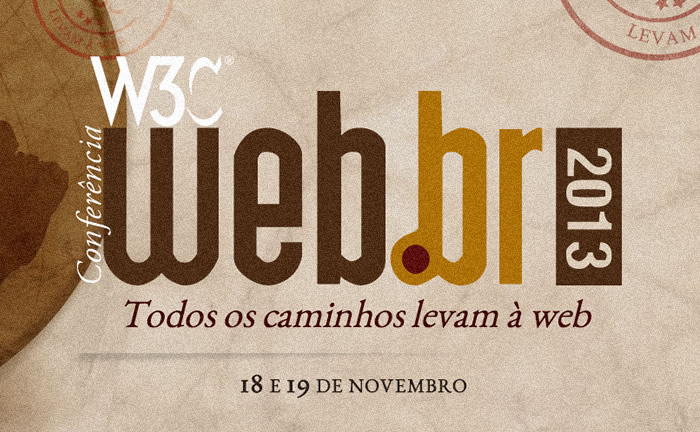 LEVAM
W3C®
Conferência
web.br
2013
Todos os caminhos levam à web
18 E 19 DE NOVEMBRO